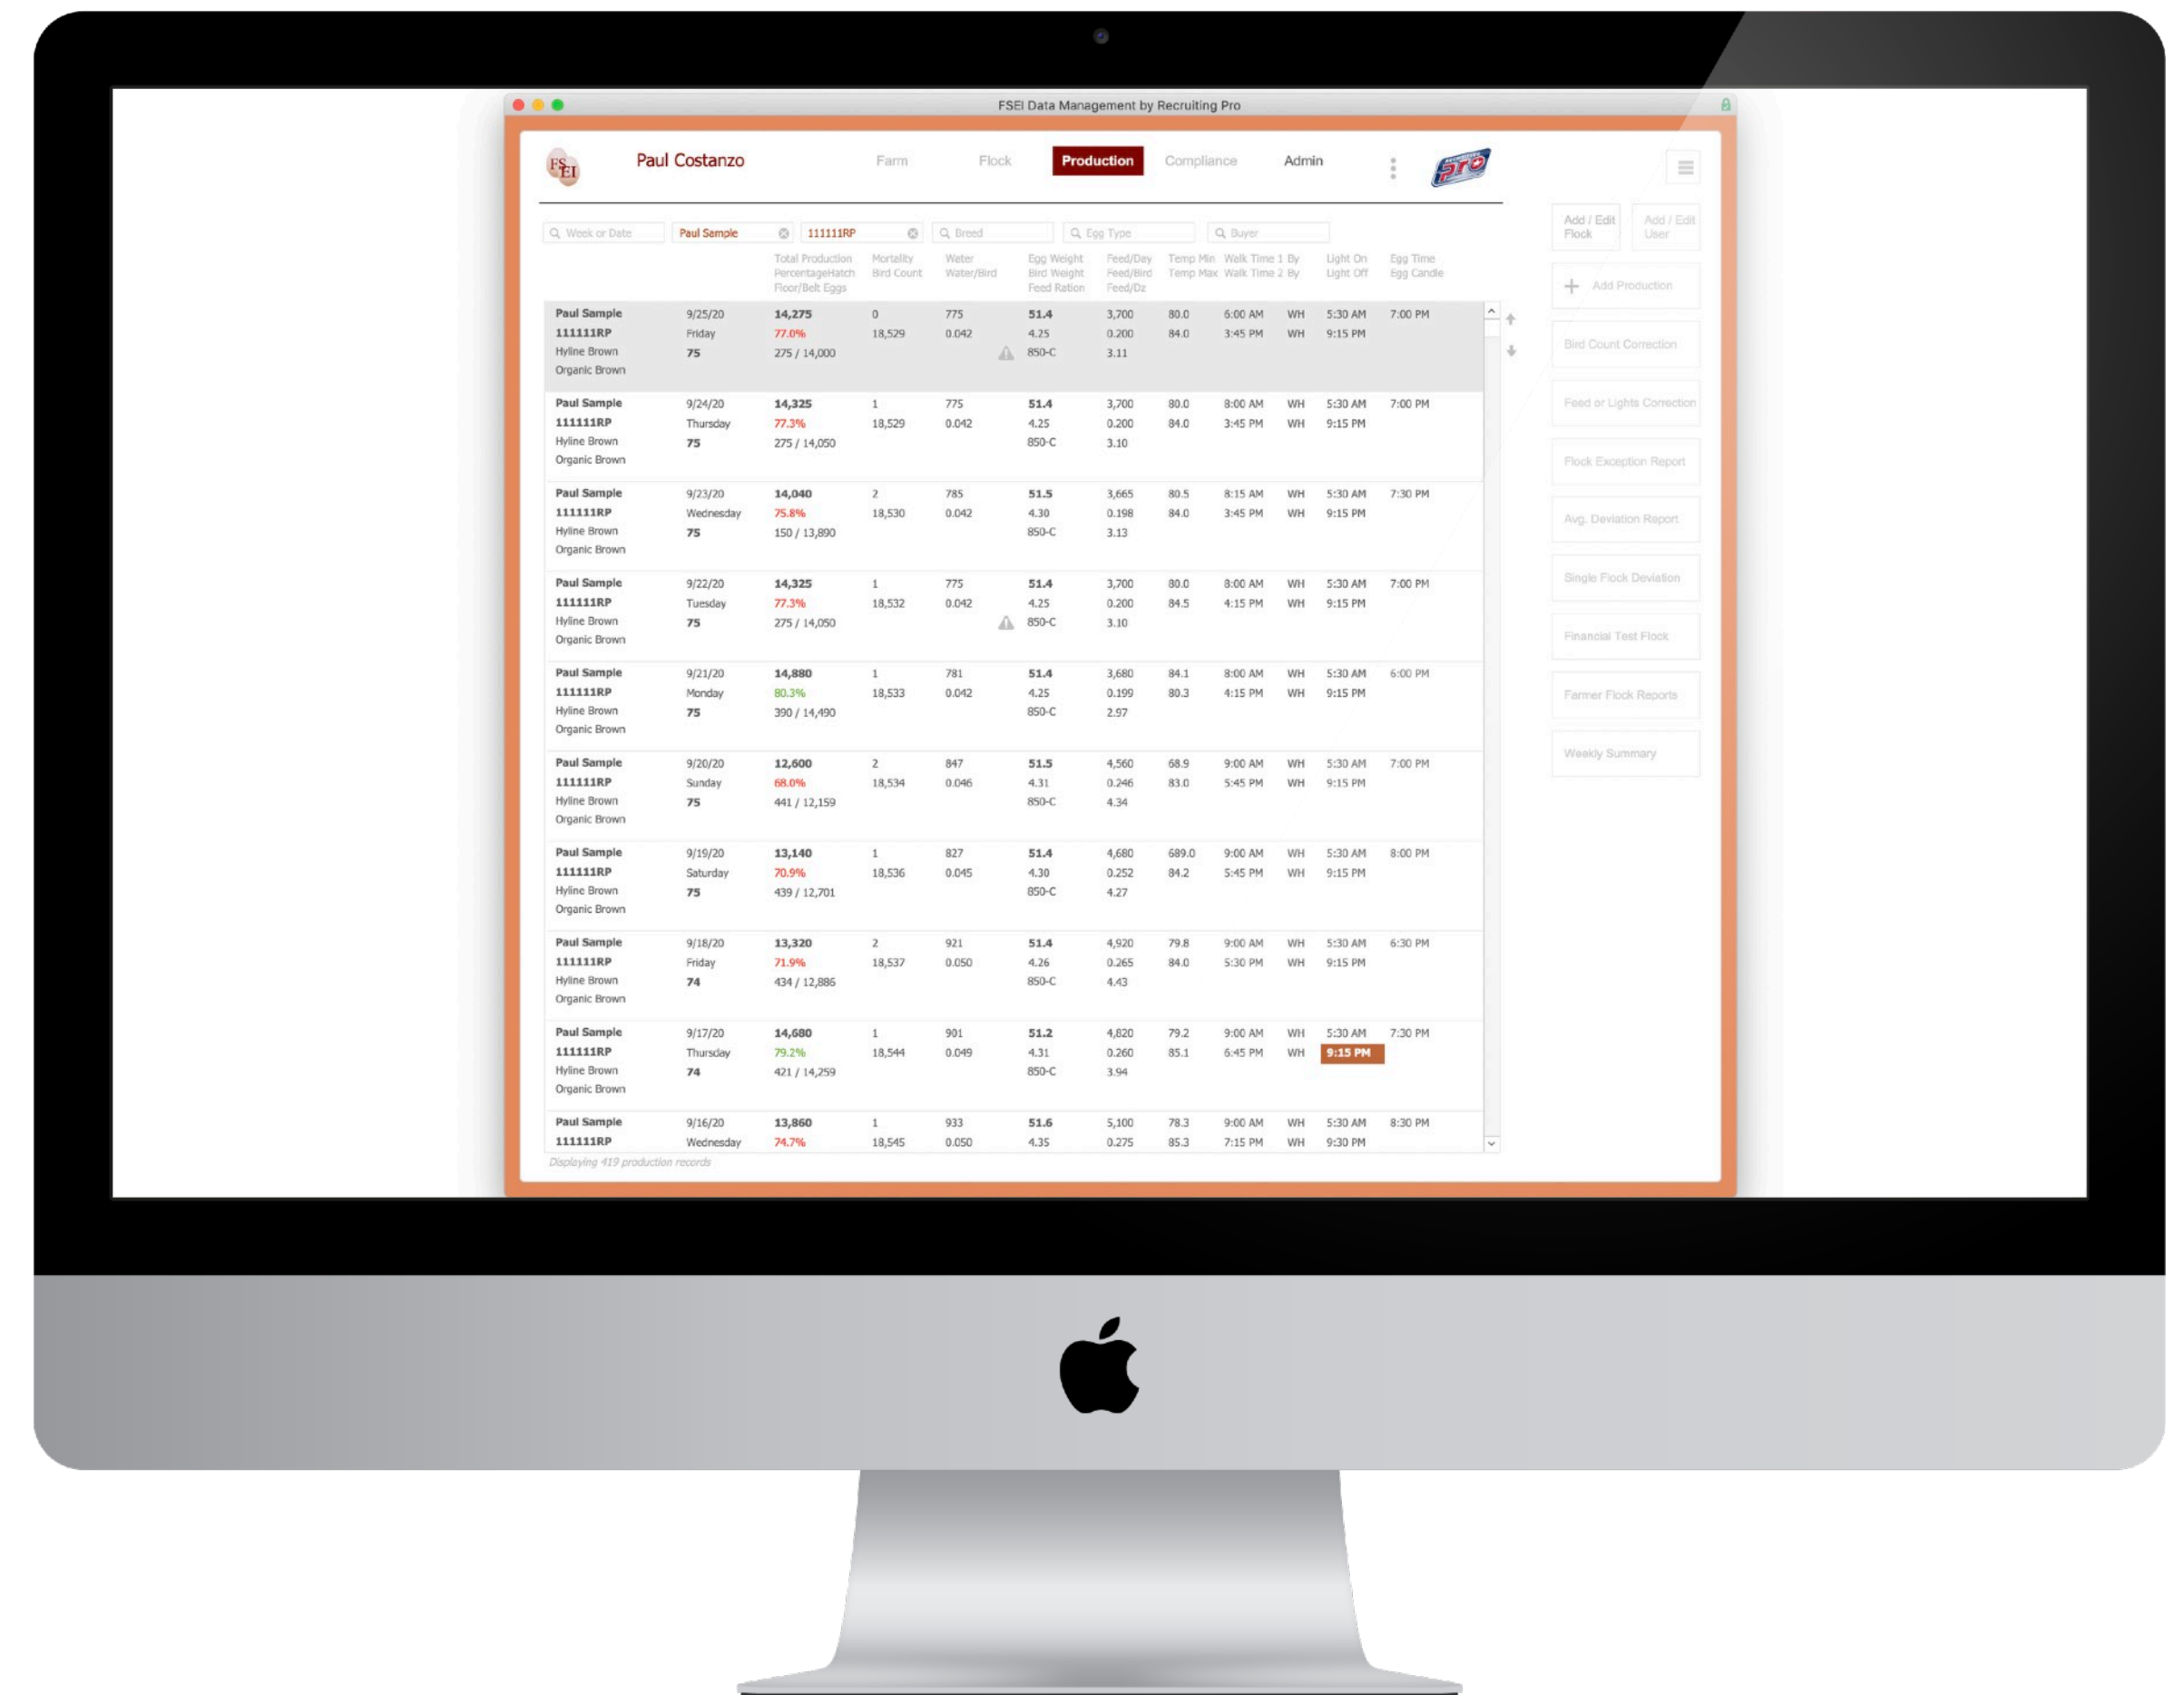 FSEI Data Management by Recruiting Pro
FSEI Paul Costanzo Farm Flock Production Compliance Admin Pro
Week or Date Paul Sample 111111RP Breed Egg Type Buyer
Total Production Mortality Water Egg Weight Feed/Day Temp Min Walk Time 1 By Light On Egg Time
PercentageHatch Bird Count Water/Bird Bird Weight Feed/Bird Temp Max Walk Time 2 By Light Off Egg Candle
Floor/Belt Eggs Feed Ration Feed/Dz
Paul Sample 9/25/20 14,275 0 775 51.4 3,700 80.0 6:00 AM WH 5:30 AM 7:00 PM
111111RP Friday 77.0% 18,529 0.042 4.25 0.200 84.0 3:45 PM WH 9:15 PM
Hyline Brown 75 275 / 14,000 850-C 3.11
Organic Brown
Paul Sample 9/24/20 14,325 1 775 51.4 3,700 80.0 8:00 AM WH 5:30 AM 7:00 PM
111111RP Thursday 77.3% 18,529 0.042 4.25 0.200 84.0 3:45 PM WH 9:15 PM
Hyline Brown 75 275 / 14,050 850-C 3.10
Organic Brown
Paul Sample 9/23/20 14,040 2 785 51.5 3,665 80.5 8:15 AM WH 5:30 AM 7:30 PM
111111RP Wednesday 75.8% 18,530 0.042 4.30 0.198 84.0 3:45 PM WH 9:15 PM
Hyline Brown 75 150 / 13,890 850-C 3.13
Organic Brown
Paul Sample 9/22/20 14,325 1 775 51.4 3,700 80.0 8:00 AM WH 5:30 AM 7:00 PM
111111RP Tuesday 77.3% 18,532 0.042 4.25 0.200 84.5 4:15 PM WH 9:15 PM
Hyline Brown 75 275 / 14,050 850-C 3.10
Organic Brown
Paul Sample 9/21/20 14,880 1 781 51.4 3,680 84.1 8:00 AM WH 5:30 AM 6:00 PM
111111RP Monday 80.3% 18,533 0.042 4.25 0.199 80.3 4:15 PM WH 9:15 PM
Hyline Brown 75 390 / 14,490 850-C 2.97
Organic Brown
Paul Sample 9/20/20 12,600 2 847 51.5 4,560 68.9 9:00 AM WH 5:30 AM 7:00 PM
111111RP Sunday 68.0% 18,534 0.046 4.31 0.246 83.0 5:45 PM WH 9:15 PM
Hyline Brown 75 441 / 12,159 850-C 4.34
Organic Brown
Paul Sample 9/19/20 13,140 1 827 51.4 4,680 689.0 9:00 AM WH 5:30 AM 8:00 PM
111111RP Saturday 70.9% 18,536 0.045 4.30 0.252 84.2 5:45 PM WH 9:15 PM
Hyline Brown 75 439 / 12,701 850-C 4.27
Organic Brown
Paul Sample 9/18/20 13,320 2 921 51.4 4,920 79.8 9:00 AM WH 5:30 AM 6:30 PM
111111RP Friday 71.9% 18,537 0.050 4.26 0.265 84.0 5:30 PM WH 9:15 PM
Hyline Brown 74 434 / 12,886 850-C 4.43
Organic Brown
Paul Sample 9/17/20 14,680 1 901 51.2 4,820 79.2 9:00 AM WH 5:30 AM 7:30 PM
111111RP Thursday 79.2% 18,544 0.049 4.31 0.260 85.1 6:45 PM WH 9:15 PM
Hyline Brown 74 421 / 14,259 850-C 3.94
Organic Brown
Paul Sample 9/16/20 13,860 1 933 51.6 5,100 78.3 9:00 AM WH 5:30 AM 8:30 PM
111111RP Wednesday 74.7% 18,545 0.050 4.35 0.275 85.3 7:15 PM WH 9:30 PM
Displaying 419 production records
Add / Edit Add / Edit
Flock User
+ Add Production
Bird Count Correction
Feed or Lights Correction
Flock Exception Report
Avg. Deviation Report
Single Flock Deviation
Financial Test Flock
Farmer Flock Reports
Weekly Summary